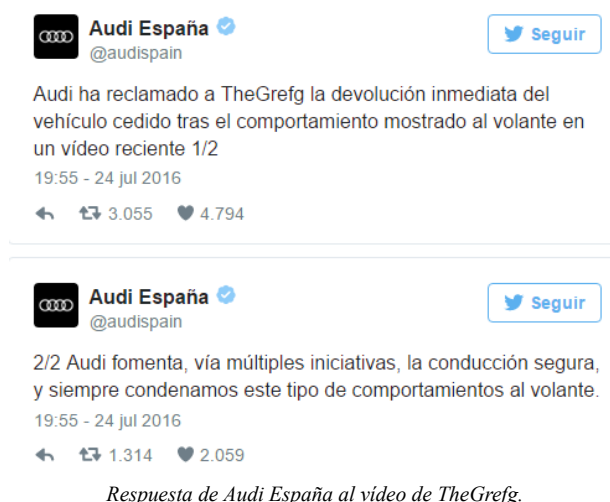 Audi España
@audispain
Seguir
Audi ha reclamado a TheGrefg la devolución inmediata del
vehículo cedido tras el comportamiento mostrado al volante en
un vídeo reciente 1/2
19:55 - 24 jul 2016
3.055 4.794
Audi España
@audispain
Seguir
2/2 Audi fomenta, vía múltiples iniciativas, la conducción segura,
y siempre condenamos este tipo de comportamientos al volante.
19:55 - 24 jul 2016
1.314 2.059
Respuesta de Audi España al vídeo de TheGrefg.